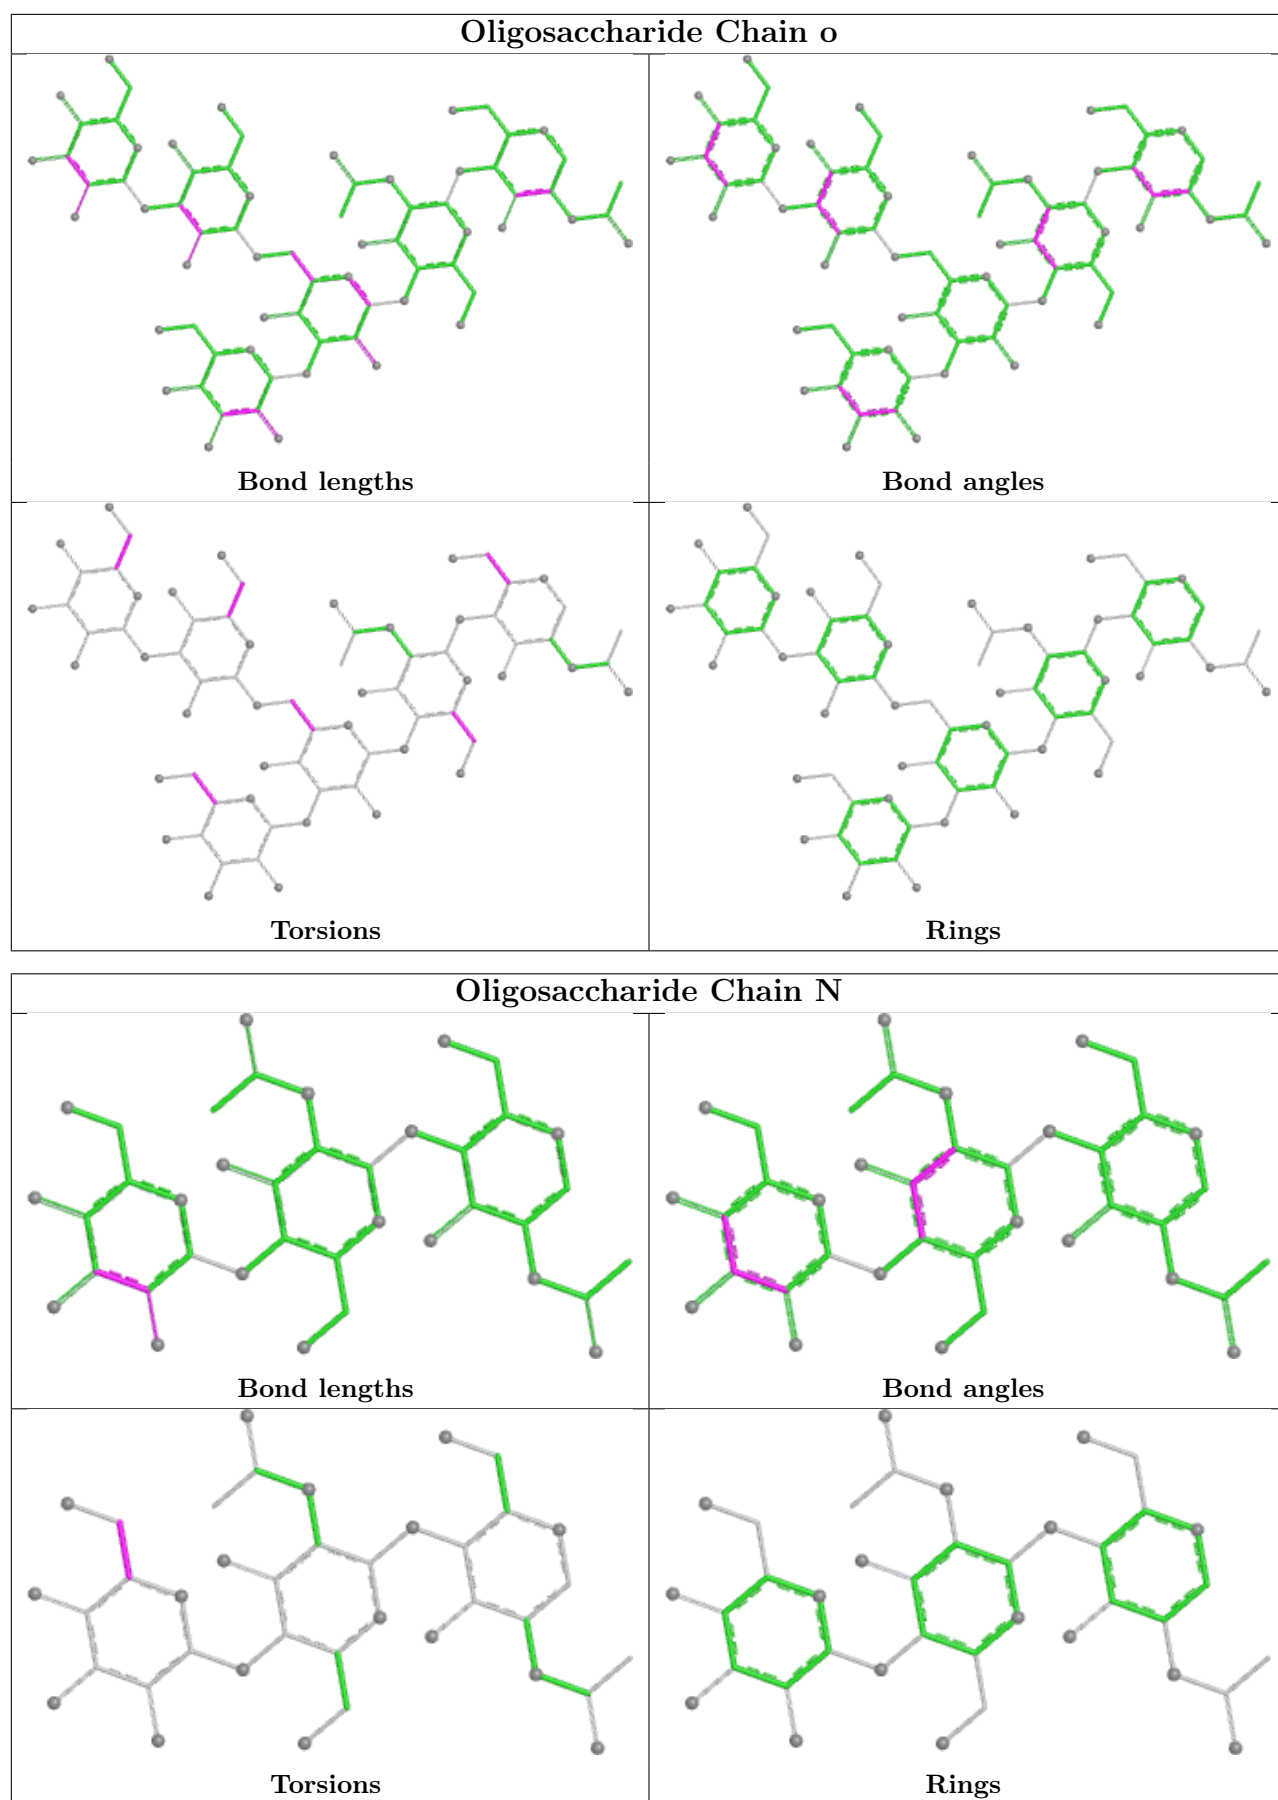 Oligosaccharide Chain o
Bond lengths
Bond angles
Torsions
Rings
Oligosaccharide Chain N
Bond lengths
Bond angles
Torsions
Rings